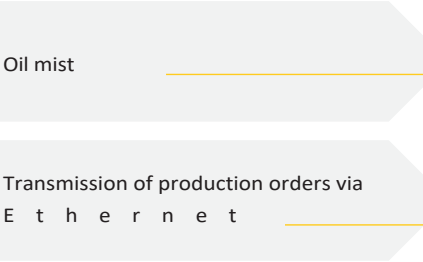 Oil mist
Transmission of production orders via
E t h e r n e t